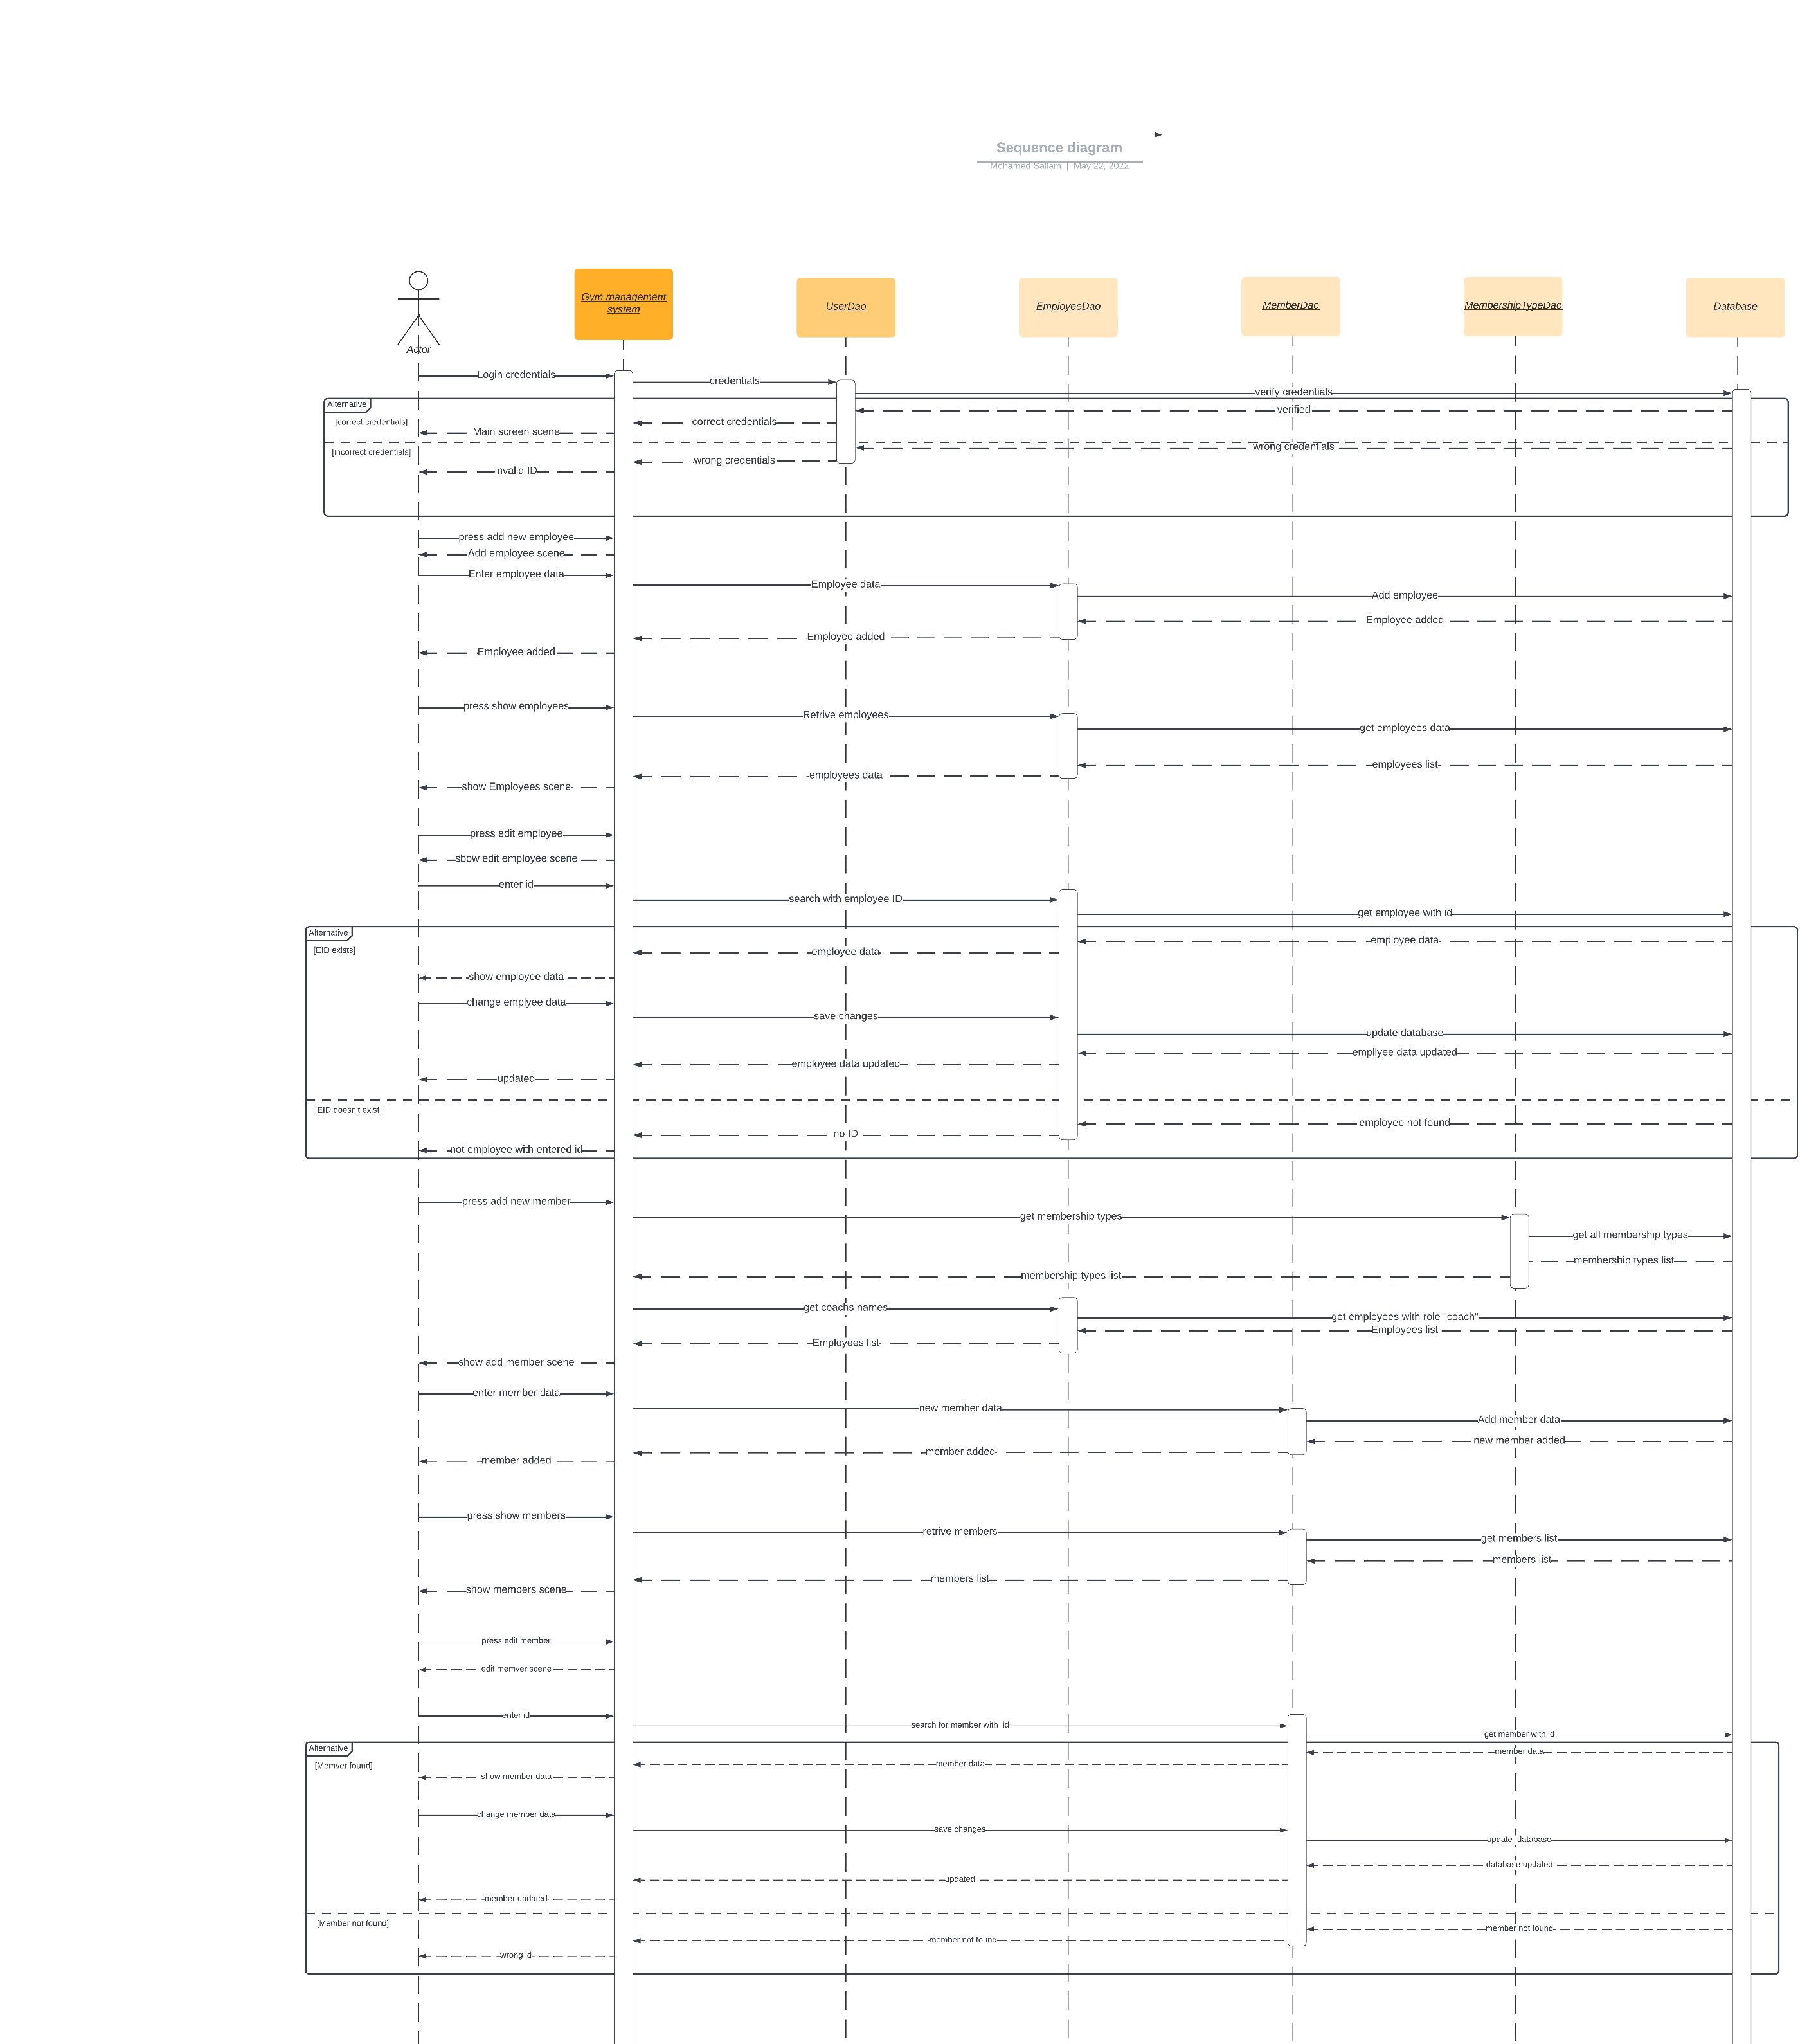 Sequence diagram
Mohamed Sallam | May 22, 2022
Actor
Gym management
system
UserDao
EmployeeDao
MemberDao
MembershipTypeDao
Database
Login credentials
credentials
verify credentials
Alternative
verified
[correct credentials]
correct credentials
Main screen scene
wrong credentials
[incorrect credentials]
wrong credentials
invalid ID
press add new employee
Add employee scene
Enter employee data
Employee data
Add employee
Employee added
Employee added
Employee added
press show employees
Retrive employees
get employees data
employees list
employees data
show Employees scene
press edit employee
sbow edit employee scene
enter id
search with employee ID
get employee with id
Alternative
employee data
[EID exists]
employee data
show employee data
change emplyee data
save changes
update database
empllyee data updated
employee data updated
updated
[EID doesn't exist]
employee not found
no ID
not employee with entered id
press add new member
get membership types
get all membership types
membership types list
membership types list
get coachs names
get employees with role "coach"
Employees list
Employees list
show add member scene
enter member data
new member data
Add member data
new member added
member added
member added
press show members
retrive members
get members list
members list
members list
show members scene
press edit member
edit memver scene
enter id
search for member with id
get member with id
Alternative
member data
[Memver found]
member data
show member data
change member data
save changes
update database
database updated
updated
member updated
[Member not found]
member not found
member not found
wrong id